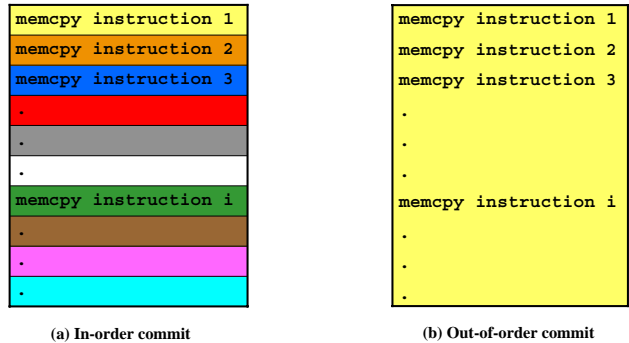 memcpy instruction 1
memcpy instruction 2
memcpy instruction 3
.
.
.
memcpy instruction i
.
.
.
(a) In-order commit
memcpy instruction 1
memcpy instruction 2
memcpy instruction 3
.
.
.
memcpy instruction i
.
.
.
(b) Out-of-order commit